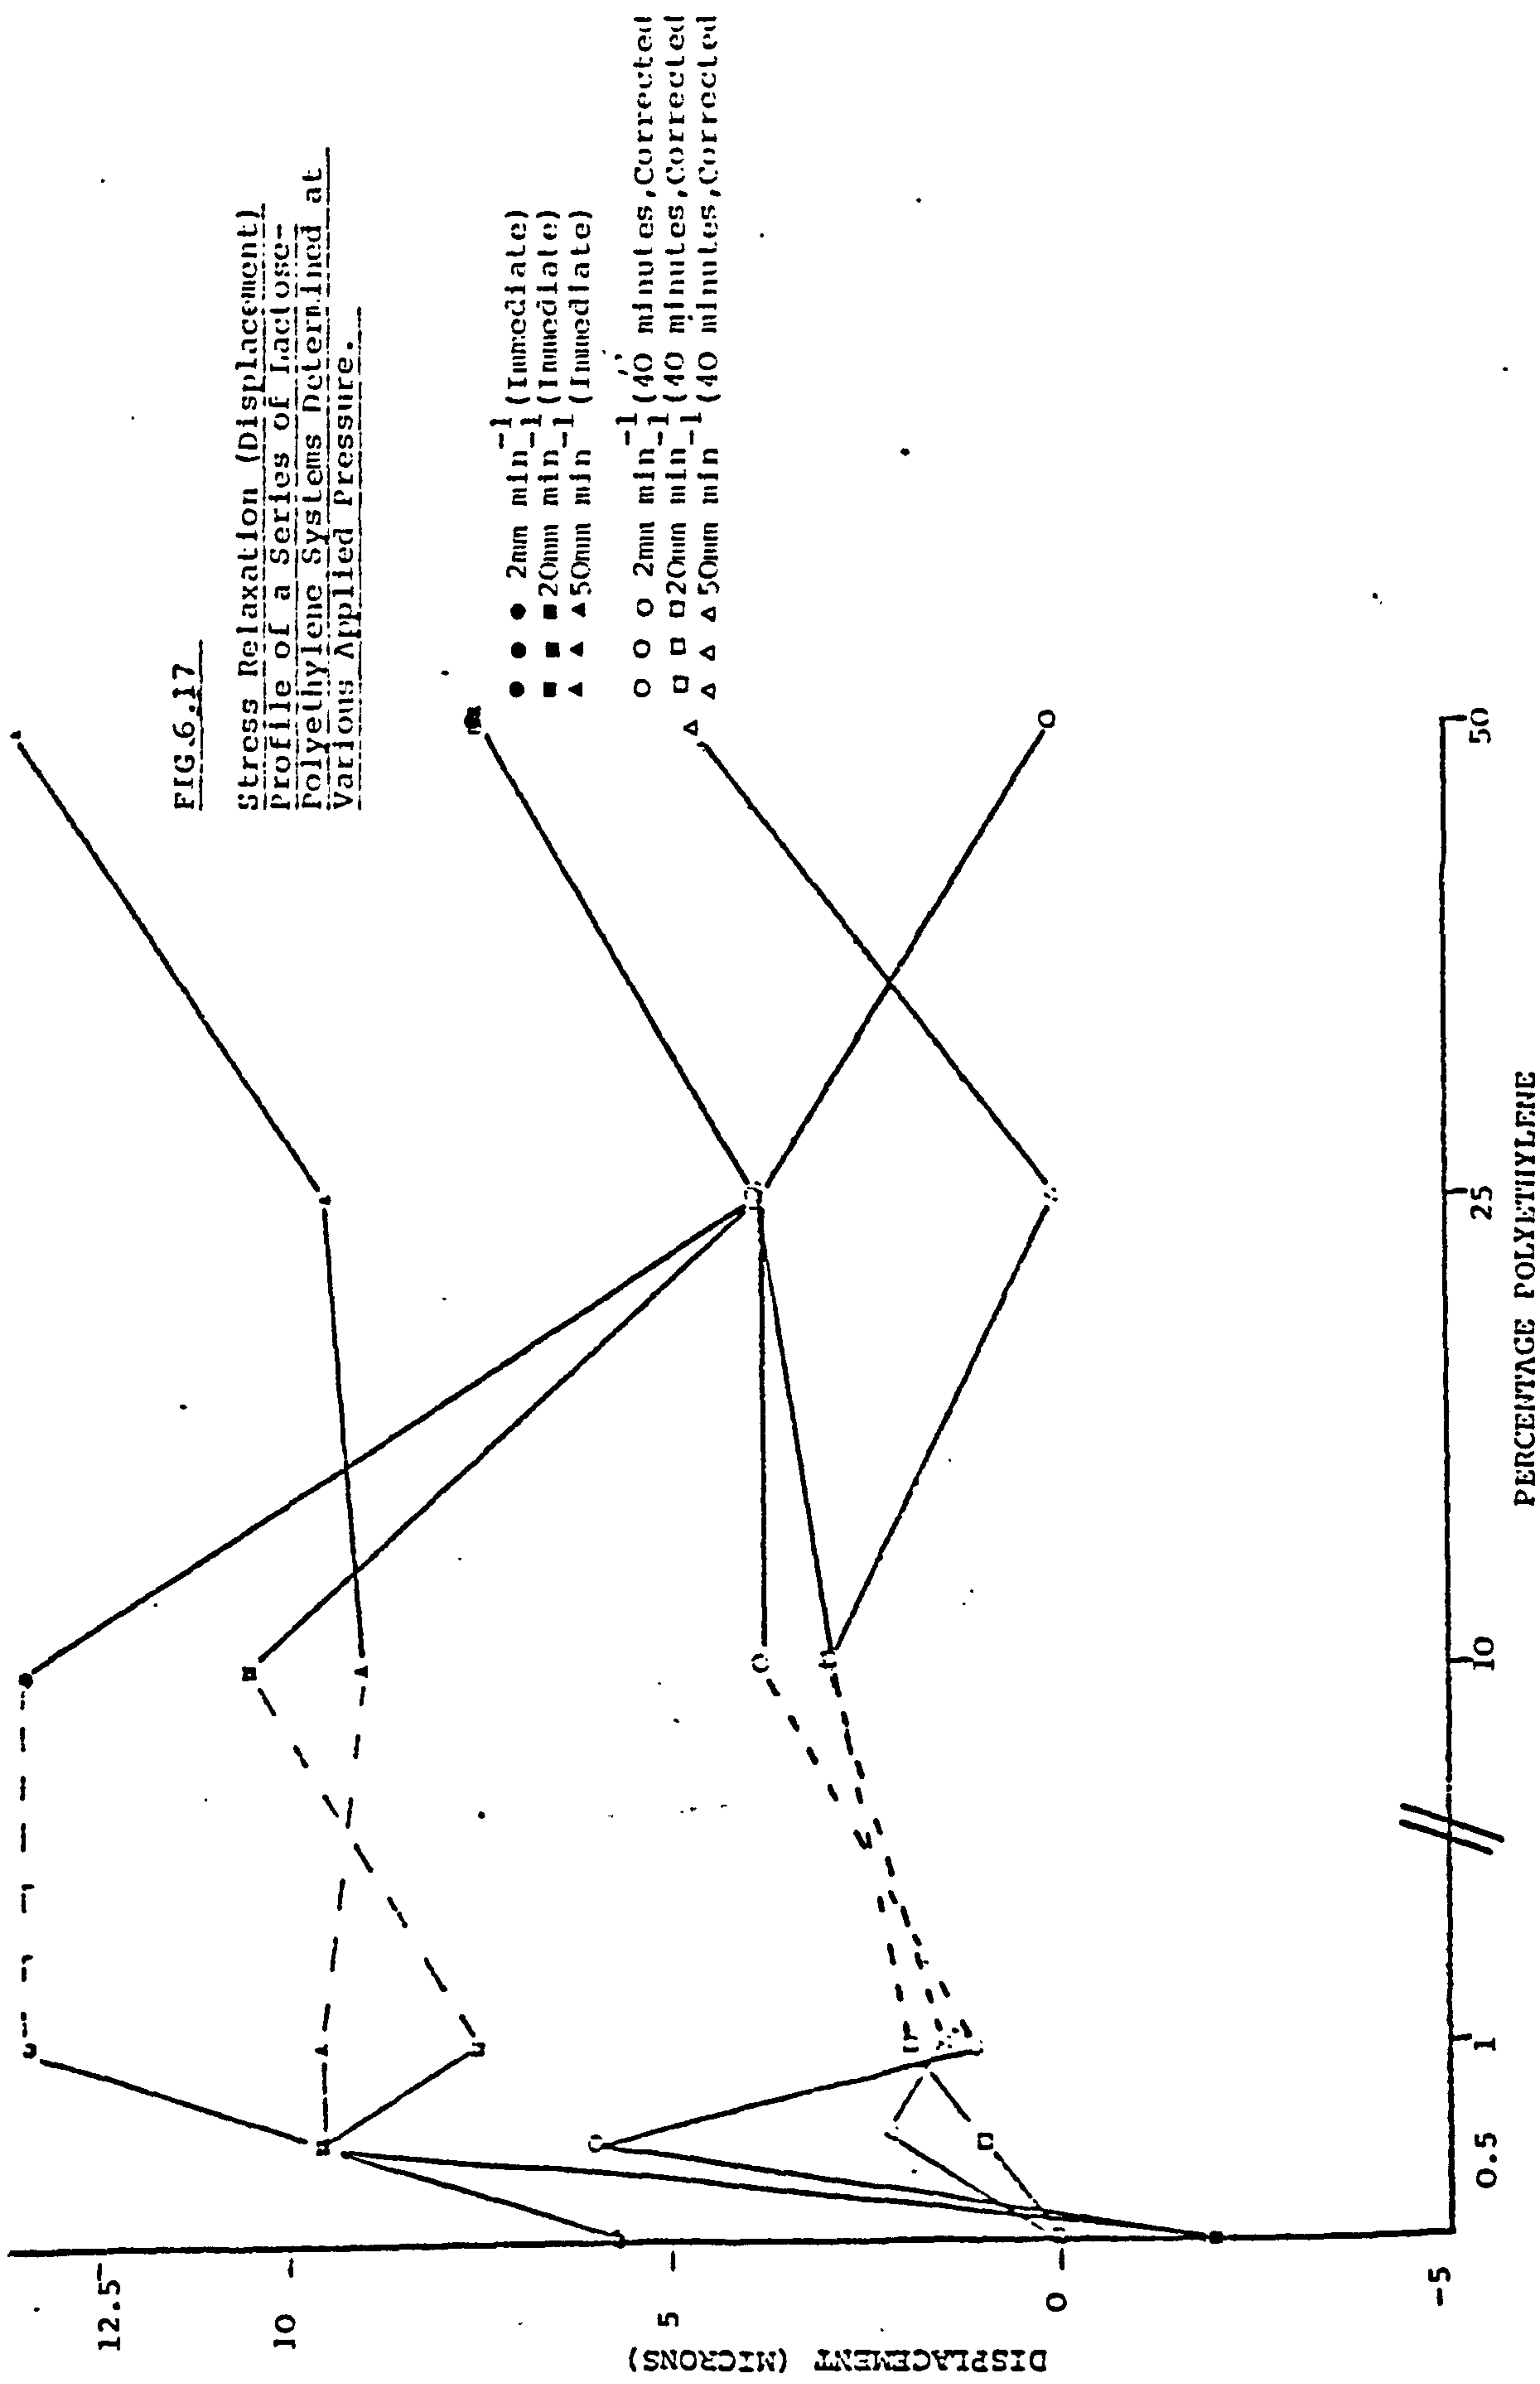 FIG.6.17
Stress Relaxation (Displacement)
Profile of a Series of Lactose-
Polyethylene Systems Determined at
Various Applied Pressure.
● ● ● 2mm min⁻¹ (Immediate)
■ ■ ■ 20mm min⁻¹ (Immediate)
▲ ▲ ▲ 50mm min⁻¹ (Immediate)
○ ○ ○ 2mm min⁻¹ (40 minutes,Corrected
□ □ □ 20mm min⁻¹ (40 minutes,Corrected
△ △ △ 50mm min⁻¹ (40 minutes,Corrected
12.5
10
5
0
-5
DISPLACEMENT (MICRONS)
0.5
1
10
25
50
PERCENTAGE POLYETHYLENE